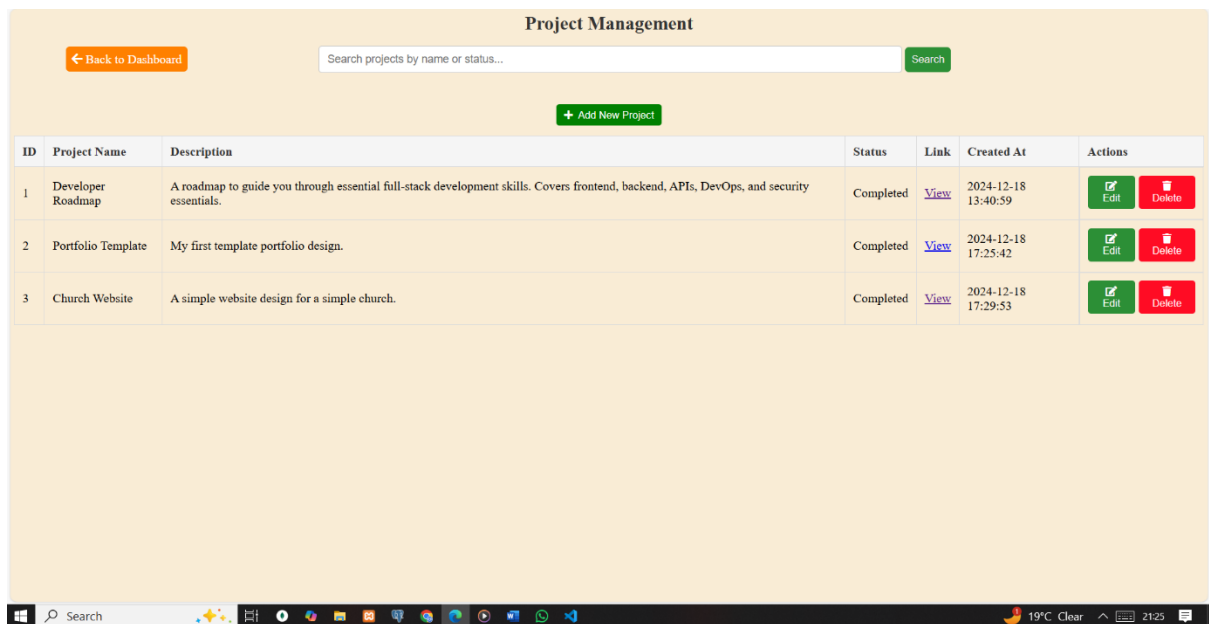 Project Management
Back to Dashboard
Search projects by name or status...
Search
Add New Project
ID Project Name Description Status Link Created At Actions
1 Developer Roadmap A roadmap to guide you through essential full-stack development skills. Covers frontend, backend, APIs, DevOps, and security essentials. Completed View 2024-12-18 13:40:59 Edit Delete
2 Portfolio Template My first template portfolio design. Completed View 2024-12-18 17:25:42 Edit Delete
3 Church Website A simple website design for a simple church. Completed View 2024-12-18 17:29:53 Edit Delete
Search 19°C Clear 21:25